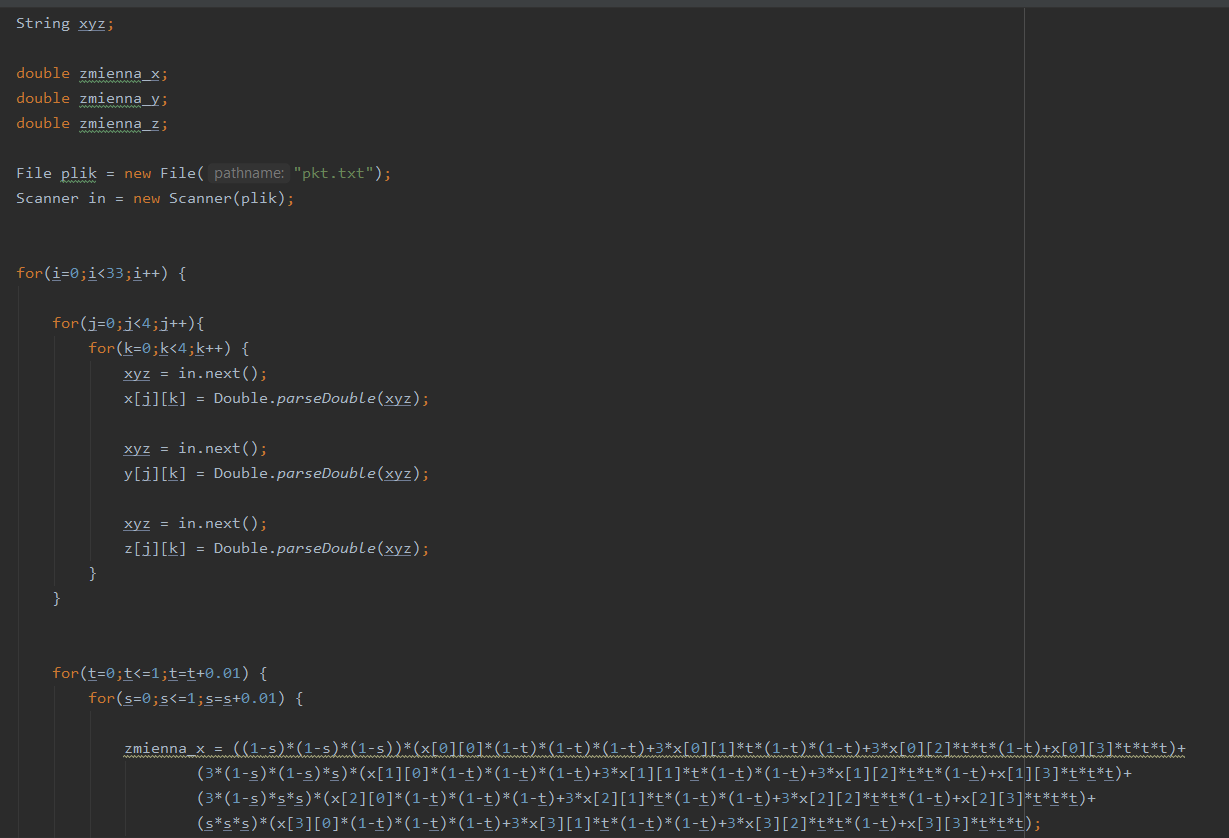 String xyz;
double zmienna_x;
double zmienna_y;
double zmienna_z;
File plik = new File( pathname: "pkt.txt");
Scanner in = new Scanner(plik);
for(i=0;i<33;i++) {
for(j=0;j<4;j++){
for(k=0;k<4;k++) {
xyz = in.next();
x[j][k] = Double.parseDouble(xyz);
xyz = in.next();
y[j][k] = Double.parseDouble(xyz);
xyz = in.next();
z[j][k] = Double.parseDouble(xyz);
}
}
for(t=0;t<=1;t=t+0.01) {
for(s=0;s<=1;s=s+0.01) {
zmienna_x = ((1-s)*(1-s)*(1-s))*(x[0][0]*(1-t)*(1-t)*(1-t)+3*x[0][1]*t*(1-t)*(1-t)+3*x[0][2]*t*t*(1-t)+x[0][3]*t*t*t)+
(3*(1-s)*(1-s)*s)*(x[1][0]*(1-t)*(1-t)*(1-t)+3*x[1][1]*t*(1-t)*(1-t)+3*x[1][2]*t*t*(1-t)+x[1][3]*t*t*t)+
(3*(1-s)*s*s)*(x[2][0]*(1-t)*(1-t)*(1-t)+3*x[2][1]*t*(1-t)*(1-t)+3*x[2][2]*t*t*(1-t)+x[2][3]*t*t*t)+
(s*s*s)*(x[3][0]*(1-t)*(1-t)*(1-t)+3*x[3][1]*t*(1-t)*(1-t)+3*x[3][2]*t*t*(1-t)+x[3][3]*t*t*t);